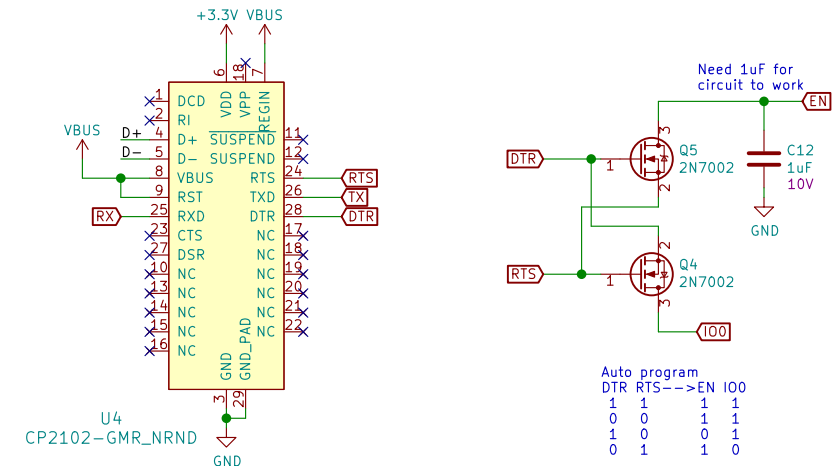 +3.3V VBUS
6 18 7
VDD VPP REGIN
1 DCD
2 RI
D+ 4 D+
D- 5 D-
VBUS 8 VBUS
9 RST
RX 25 RXD
23 CTS
27 DSR
10 NC
13 NC
14 NC
15 NC
16 NC
SUSPEND 11
SUSPEND 12
RTS 24 RTS
TXD 26 TX
DTR 28 DTR
NC 17
NC 18
NC 19
NC 20
NC 21
NC 22
GND GND_PAD
3 29
U4
CP2102-GMR_NRND
GND
Need 1uF for
circuit to work
EN
3
DTR 1 Q5
2N7002
2
C12
1uF
10V
GND
2
RTS 1 Q4
2N7002
3
IO0
Auto program
DTR RTS-->EN IO0
1 1 1 1
0 0 1 1
1 0 0 1
0 1 1 0